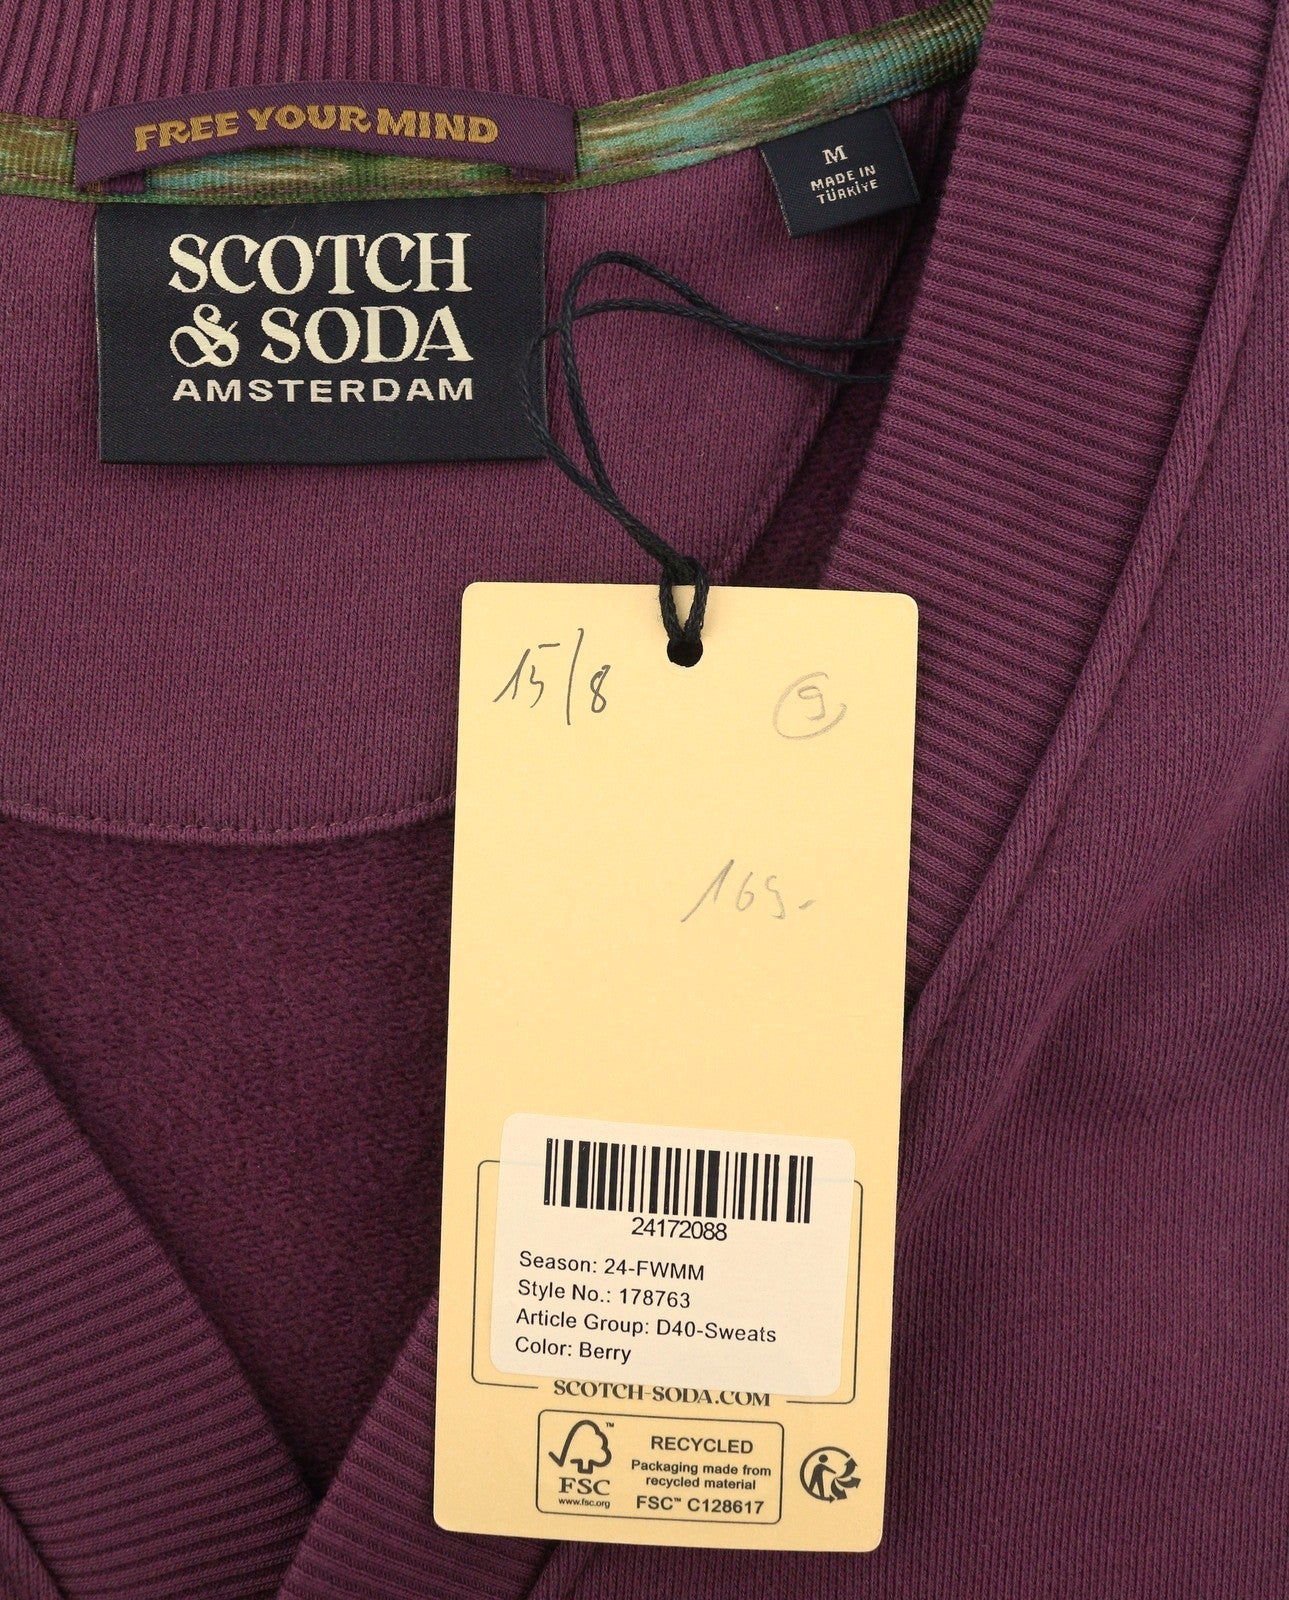 FREE YOUR MIND
M
MADE IN
TÜRKİYE
SCOTCH
& SODA
AMSTERDAM
15/8
9
169.-
24172088
Season: 24-FWMM
Style No.: 178763
Article Group: D40-Sweats
Color: Berry
SCOTCH-SODA.COM
FSC
www.fsc.org
RECYCLED
Packaging made from
recycled material
FSC™ C128617